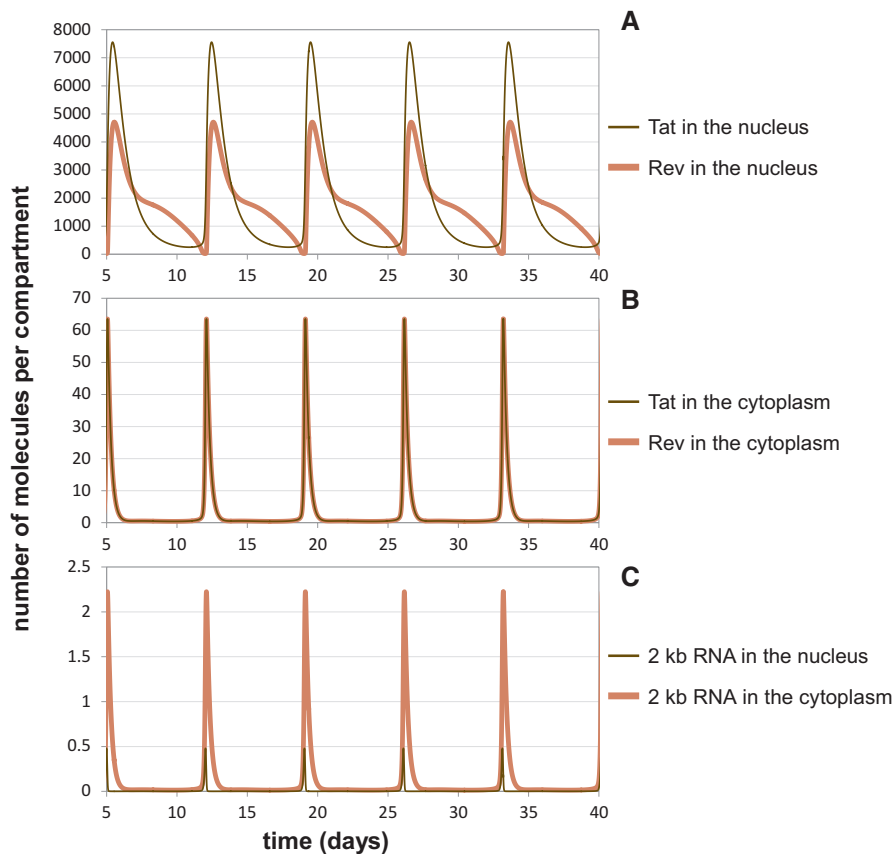 A
8000
7000
6000
5000
4000
3000
2000
1000
0
5 10 15 20 25 30 35 40
Tat in the nucleus
Rev in the nucleus
B
70
60
50
40
30
20
10
0
5 10 15 20 25 30 35 40
Tat in the cytoplasm
Rev in the cytoplasm
C
2.5
2
1.5
1
0.5
0
5 10 15 20 25 30 35 40
2 kb RNA in the nucleus
2 kb RNA in the cytoplasm
number of molecules per compartment
time (days)